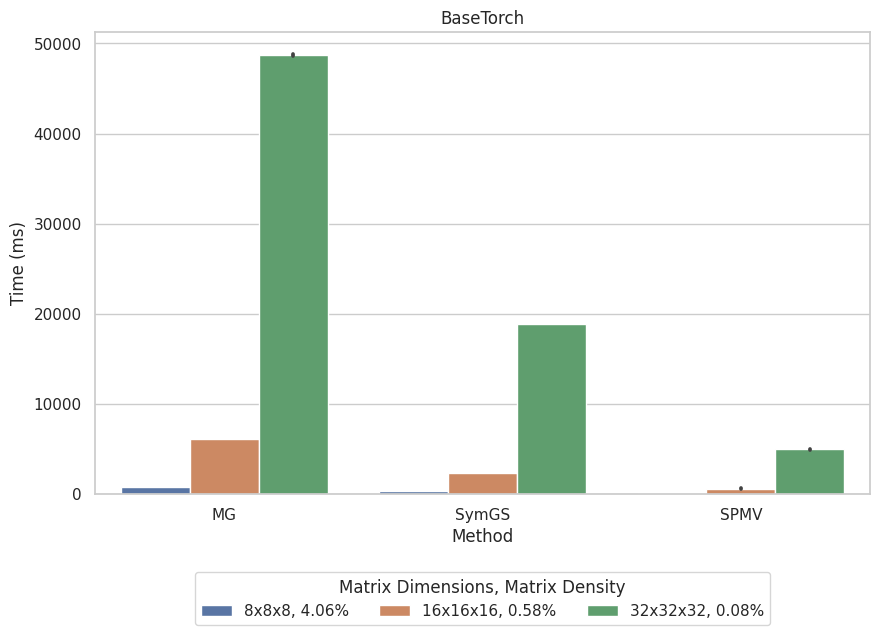 BaseTorch
50000
40000
30000
20000
10000
0
Time (ms)
MG SymGS SPMV
Method
Matrix Dimensions, Matrix Density
8x8x8, 4.06% 16x16x16, 0.58% 32x32x32, 0.08%